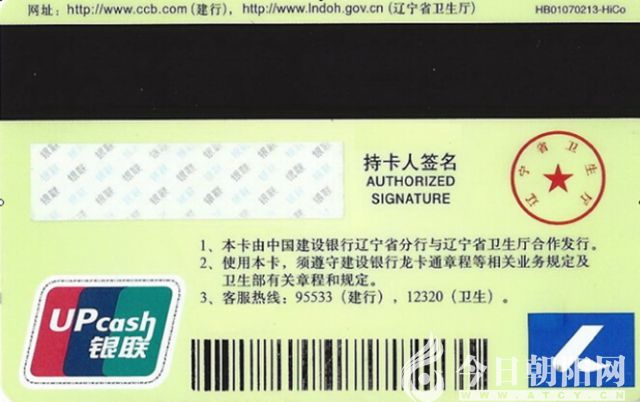 网址：http://www.ccb.com (建行)，http://www.lndoh.gov.cn (辽宁省卫生厅)
HB01070213-HiCo
持卡人签名
AUTHORIZED
SIGNATURE
辽宁省卫生厅
1、本卡由中国建设银行辽宁省分行与辽宁省卫生厅合作发行。
2、使用本卡，须遵守建设银行龙卡通章程等相关业务规定及
卫生部有关章程和规定。
3、客服热线：95533（建行），12320（卫生）。
UPcash
银联
今日朝阳网
WWW.ATCY.CN